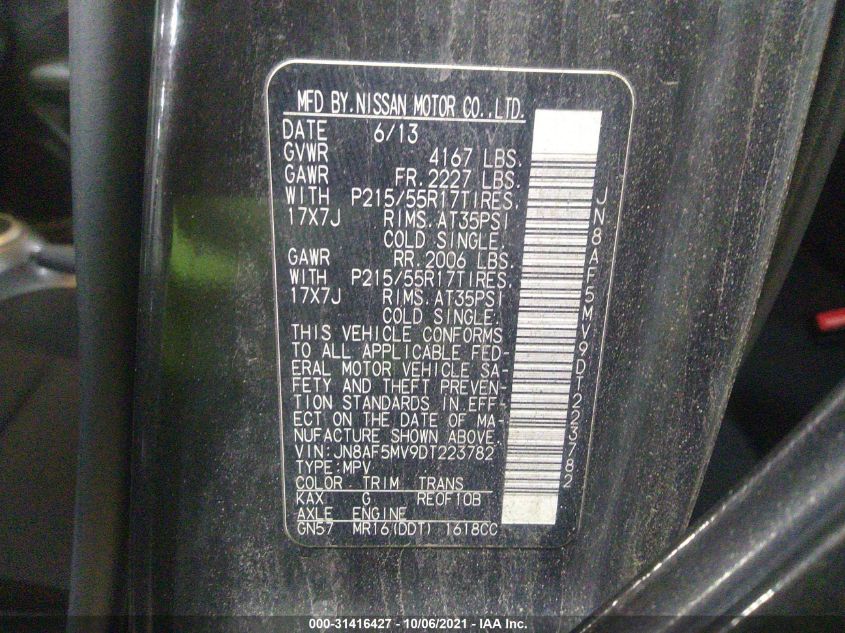 MFD BY.NISSAN MOTOR CO.,LTD.
DATE 6/13
GVWR 4167 LBS.
GAWR FR.2227 LBS.
WITH P215/55R17TIRES.
17X7J RIMS.AT35PSI
COLD SINGLE.
GAWR RR.2006 LBS.
WITH P215/55R17TIRES.
17X7J RIMS.AT35PSI
COLD SINGLE.
THIS VEHICLE CONFORMS
TO ALL APPLICABLE FED-
ERAL MOTOR VEHICLE SA-
FETY AND THEFT PREVEN-
TION STANDARDS IN EFF-
ECT ON THE DATE OF MA-
NUFACTURE SHOWN ABOVE.
VIN:JN8AF5MV9DT223782
TYPE:MPV
COLOR TRIM TRANS
KAX G RE0F10B
AXLE ENGINE
GN57 MR16(DDT) 1618CC
JN8AF5MV9DT223782
000-31416427 - 10/06/2021 - IAA Inc.